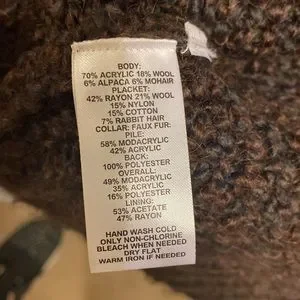 BODY:
70% ACRYLIC 18% WOOL
6% ALPACA 6% MOHAIR
PLACKET:
42% RAYON 21% WOOL
15% NYLON
15% COTTON
7% RABBIT HAIR
COLLAR: FAUX FUR:
PILE:
58% MODACRYLIC
42% ACRYLIC
BACK:
100% POLYESTER
OVERALL:
49% MODACRYLIC
35% ACRYLIC
16% POLYESTER
LINING:
53% ACETATE
47% RAYON
HAND WASH COLD
ONLY NON-CHLORINE
BLEACH WHEN NEEDED
DRY FLAT
WARM IRON IF NEEDED